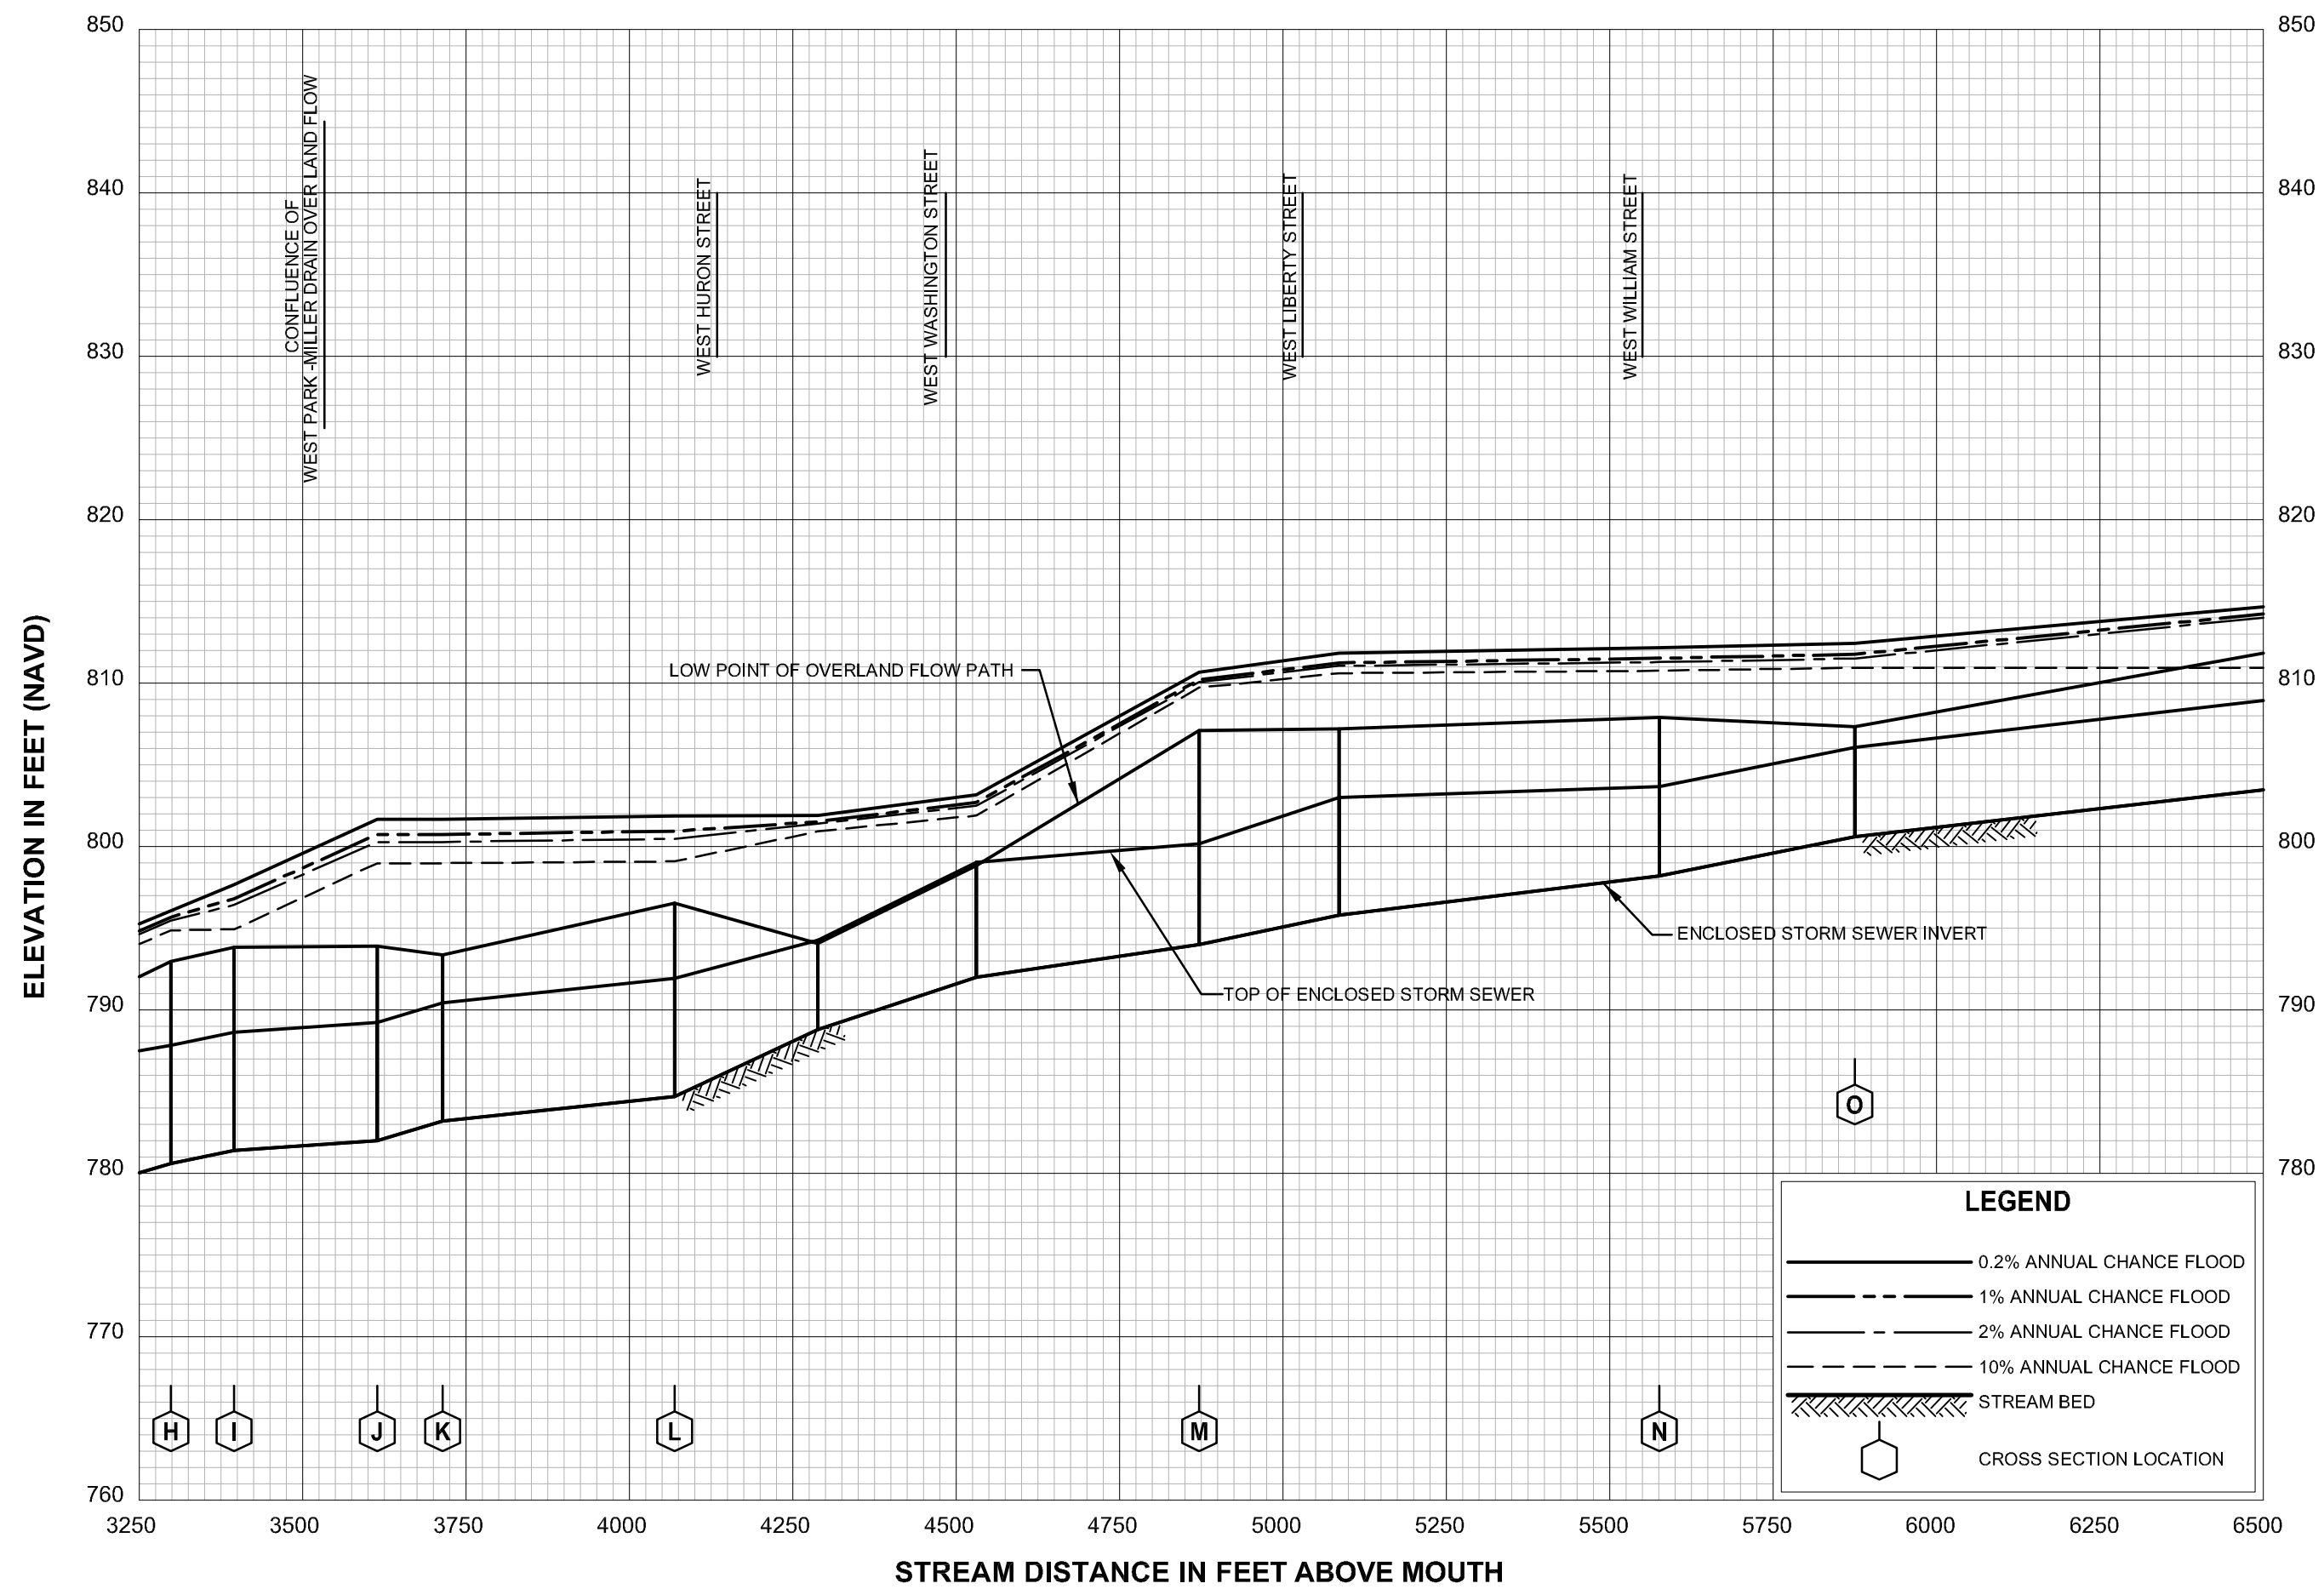 850
850
840
840
830
830
820
820
810
810
800
800
790
790
780
780
770
760
ELEVATION IN FEET (NAVD)
CONFLUENCE OF
WEST PARK -MILLER DRAIN OVER LAND FLOW
WEST HURON STREET
WEST WASHINGTON STREET
WEST LIBERTY STREET
WEST WILLIAM STREET
LOW POINT OF OVERLAND FLOW PATH
ENCLOSED STORM SEWER INVERT
TOP OF ENCLOSED STORM SEWER
O
H I J K L M N
LEGEND
0.2% ANNUAL CHANCE FLOOD
1% ANNUAL CHANCE FLOOD
2% ANNUAL CHANCE FLOOD
10% ANNUAL CHANCE FLOOD
STREAM BED
CROSS SECTION LOCATION
3250 3500 3750 4000 4250 4500 4750 5000 5250 5500 5750 6000 6250 6500
STREAM DISTANCE IN FEET ABOVE MOUTH